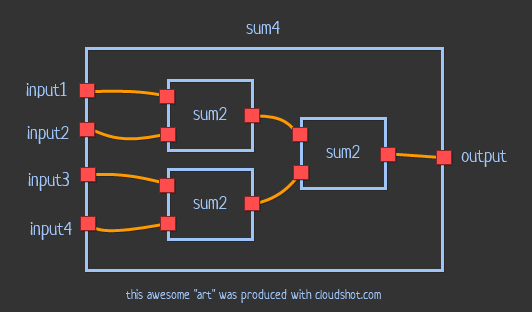 sum4
input1
sum2
input2
sum2
output
input3
sum2
input4
this awesome "art" was produced with cloudshot.com